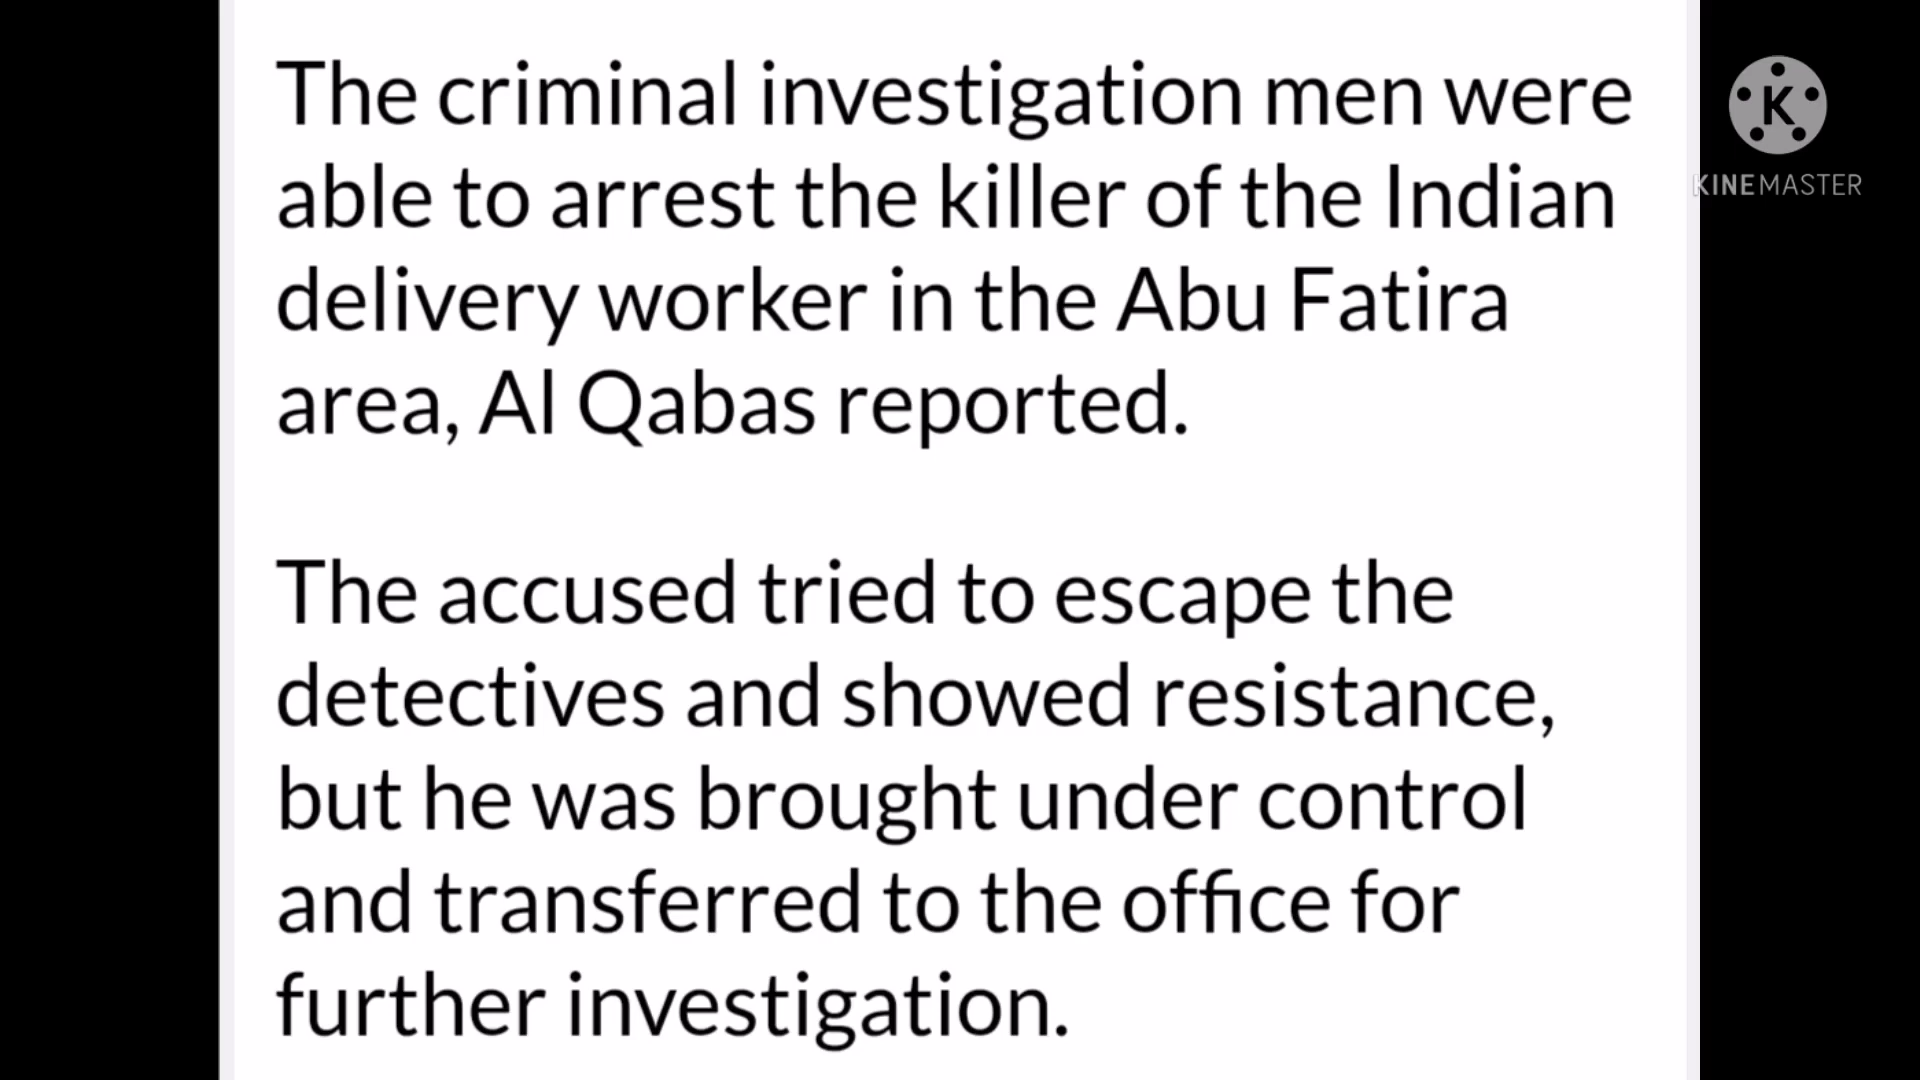 The criminal investigation men were
able to arrest the killer of the Indian
delivery worker in the Abu Fatira
area, Al Qabas reported.
The accused tried to escape the
detectives and showed resistance,
but he was brought under control
and transferred to the office for
further investigation.
K
KINEMASTER